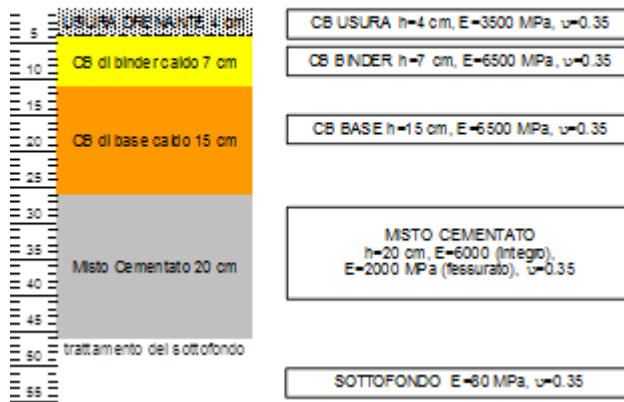 USURA DRENANTE 4 cm
CB di binder caldo 7 cm
CB di base caldo 15 cm
Misto Cementato 20 cm
trattamento del sottofondo
5
10
15
20
25
30
35
40
45
50
55
CB USURA h=4 cm, E=3500 MPa, υ=0.35
CB BINDER h=7 cm, E=6500 MPa, υ=0.35
CB BASE h=15 cm, E=6500 MPa, υ=0.35
MISTO CEMENTATO
h=20 cm, E=6000 (integro),
E=2000 MPa (fessurato), υ=0.35
SOTTOFONDO E=80 MPa, υ=0.35